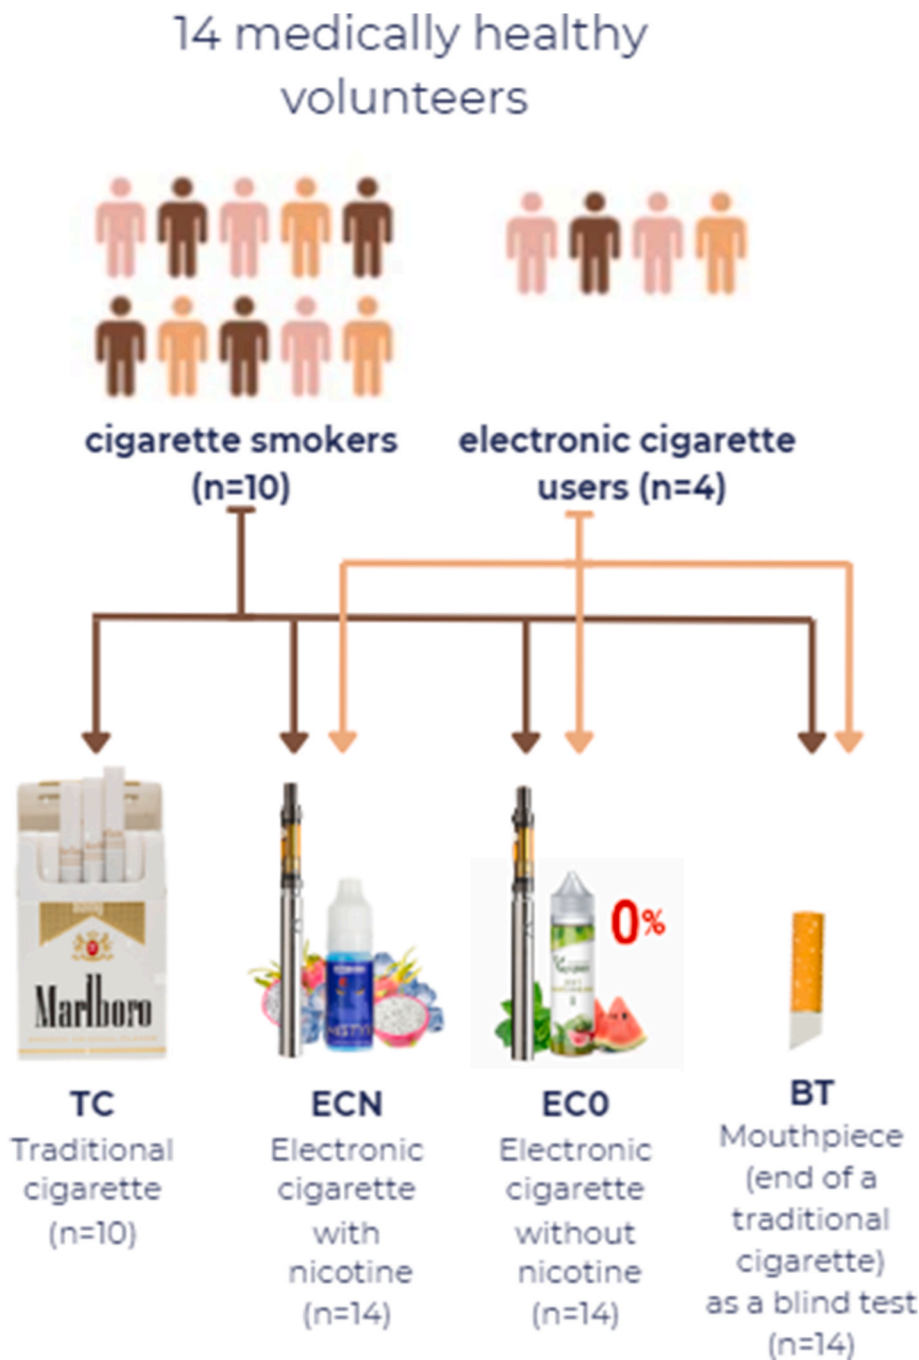 14 medically healthy
volunteers
cigarette smokers
(n=10)
electronic cigarette
users (n=4)
Marlboro
0%
TC
Traditional
cigarette
(n=10)
ECN
Electronic
cigarette
with
nicotine
(n=14)
EC0
Electronic
cigarette
without
nicotine
(n=14)
BT
Mouthpiece
(end of a
traditional
cigarette)
as a blind test
(n=14)